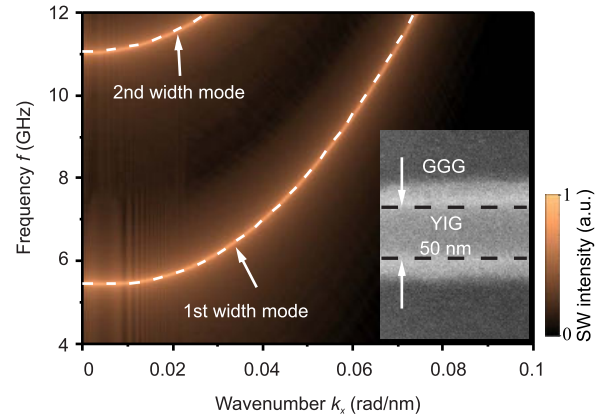 12
10
8
6
4
Frequency f (GHz)
2nd width mode
1st width mode
GGG
YIG
50 nm
1
0
SW intensity (a.u.)
0
0.02
0.04
0.06
0.08
0.1
Wavenumber kₓ (rad/nm)